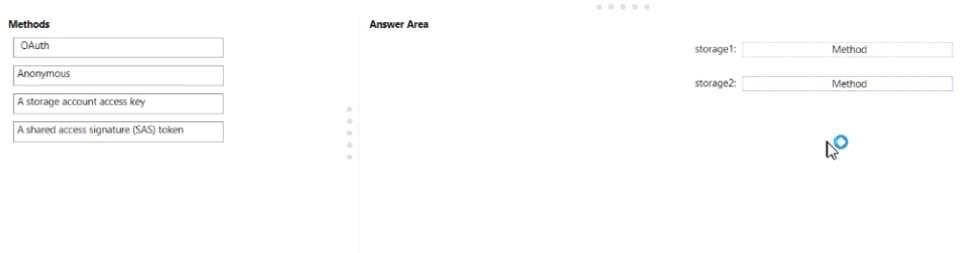 Methods
OAuth
Anonymous
A storage account access key
A shared access signature (SAS) token
Answer Area
storage1: Method
storage2: Method